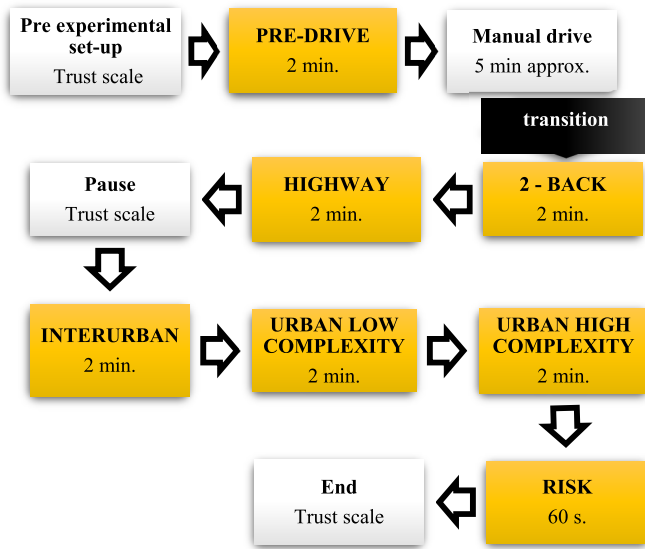 Pre experimental
set-up
Trust scale
PRE-DRIVE
2 min.
Manual drive
5 min approx.
transition
2 - BACK
2 min.
HIGHWAY
2 min.
Pause
Trust scale
INTERURBAN
2 min.
URBAN LOW
COMPLEXITY
2 min.
URBAN HIGH
COMPLEXITY
2 min.
RISK
60 s.
End
Trust scale